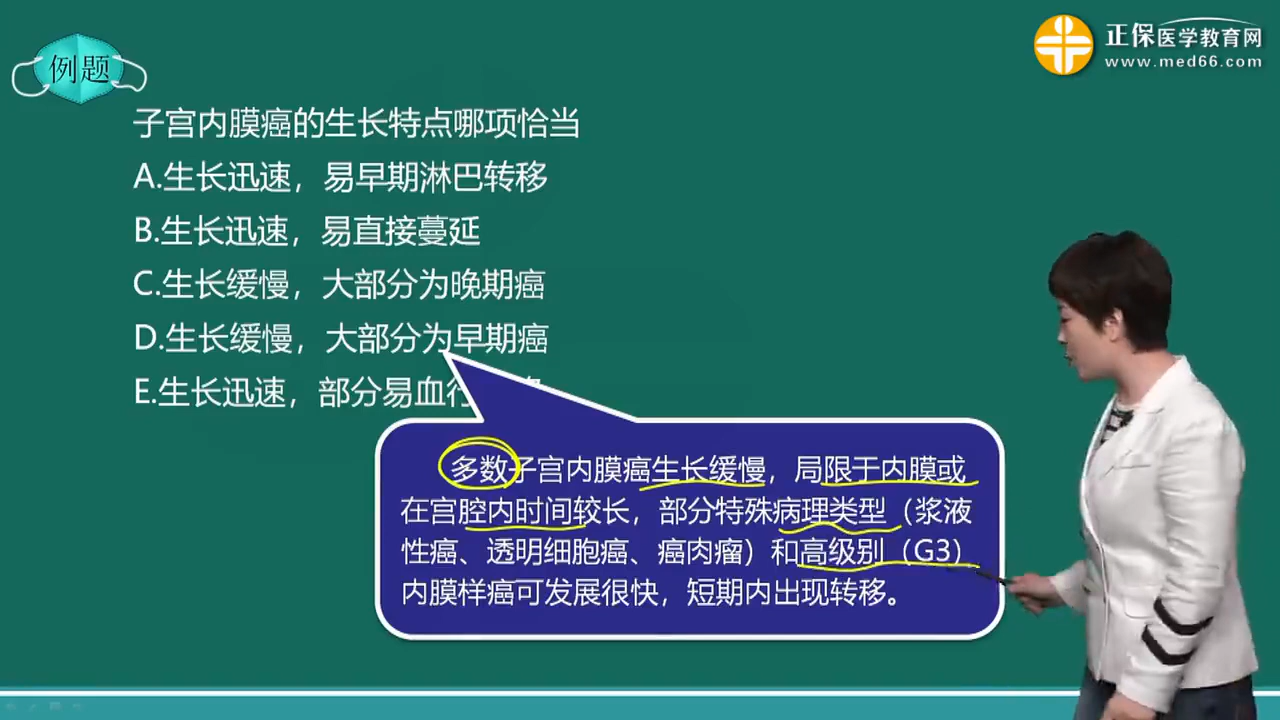 例题
正保医学教育网
www.med66.com
子宫内膜癌的生长特点哪项恰当
A.生长迅速，易早期淋巴转移
B.生长迅速，易直接蔓延
C.生长缓慢，大部分为晚期癌
D.生长缓慢，大部分为早期癌
E.生长迅速，部分易血行
多数子宫内膜癌生长缓慢，局限于内膜或
在宫腔内时间较长，部分特殊病理类型（浆液
性癌、透明细胞癌、癌肉瘤）和高级别（G3）
内膜样癌可发展很快，短期内出现转移。